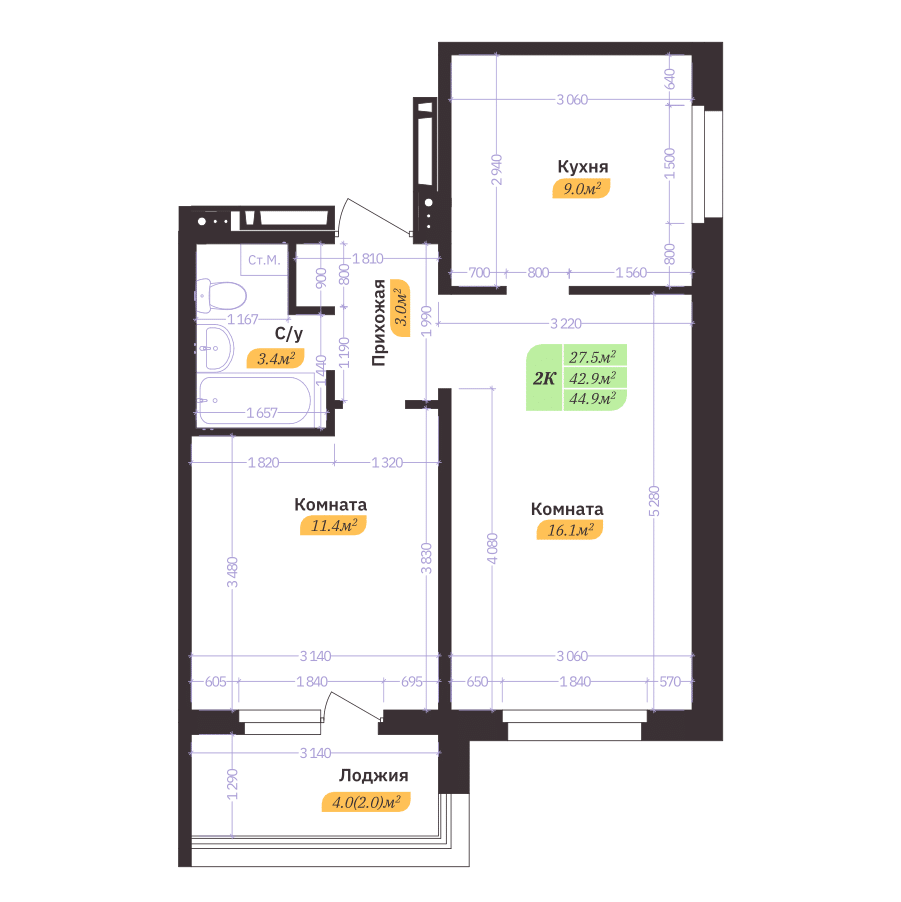 640
3 060
Кухня
9.0м²
2 940
1 500
800
Ст.М.
1 810
700
800
1 560
900
800
Прихожая
3.0м²
1 990
1 167
С/у
3.4м²
1 440
1 190
3 220
2К
27.5м²
42.9м²
44.9м²
1 657
1 820
1 320
Комната
11.4м²
Комната
16.1м²
5 280
4 080
3 480
3 830
3 140
3 060
605
1 840
695
650
1 840
570
3 140
1 290
Лоджия
4.0(2.0)м²